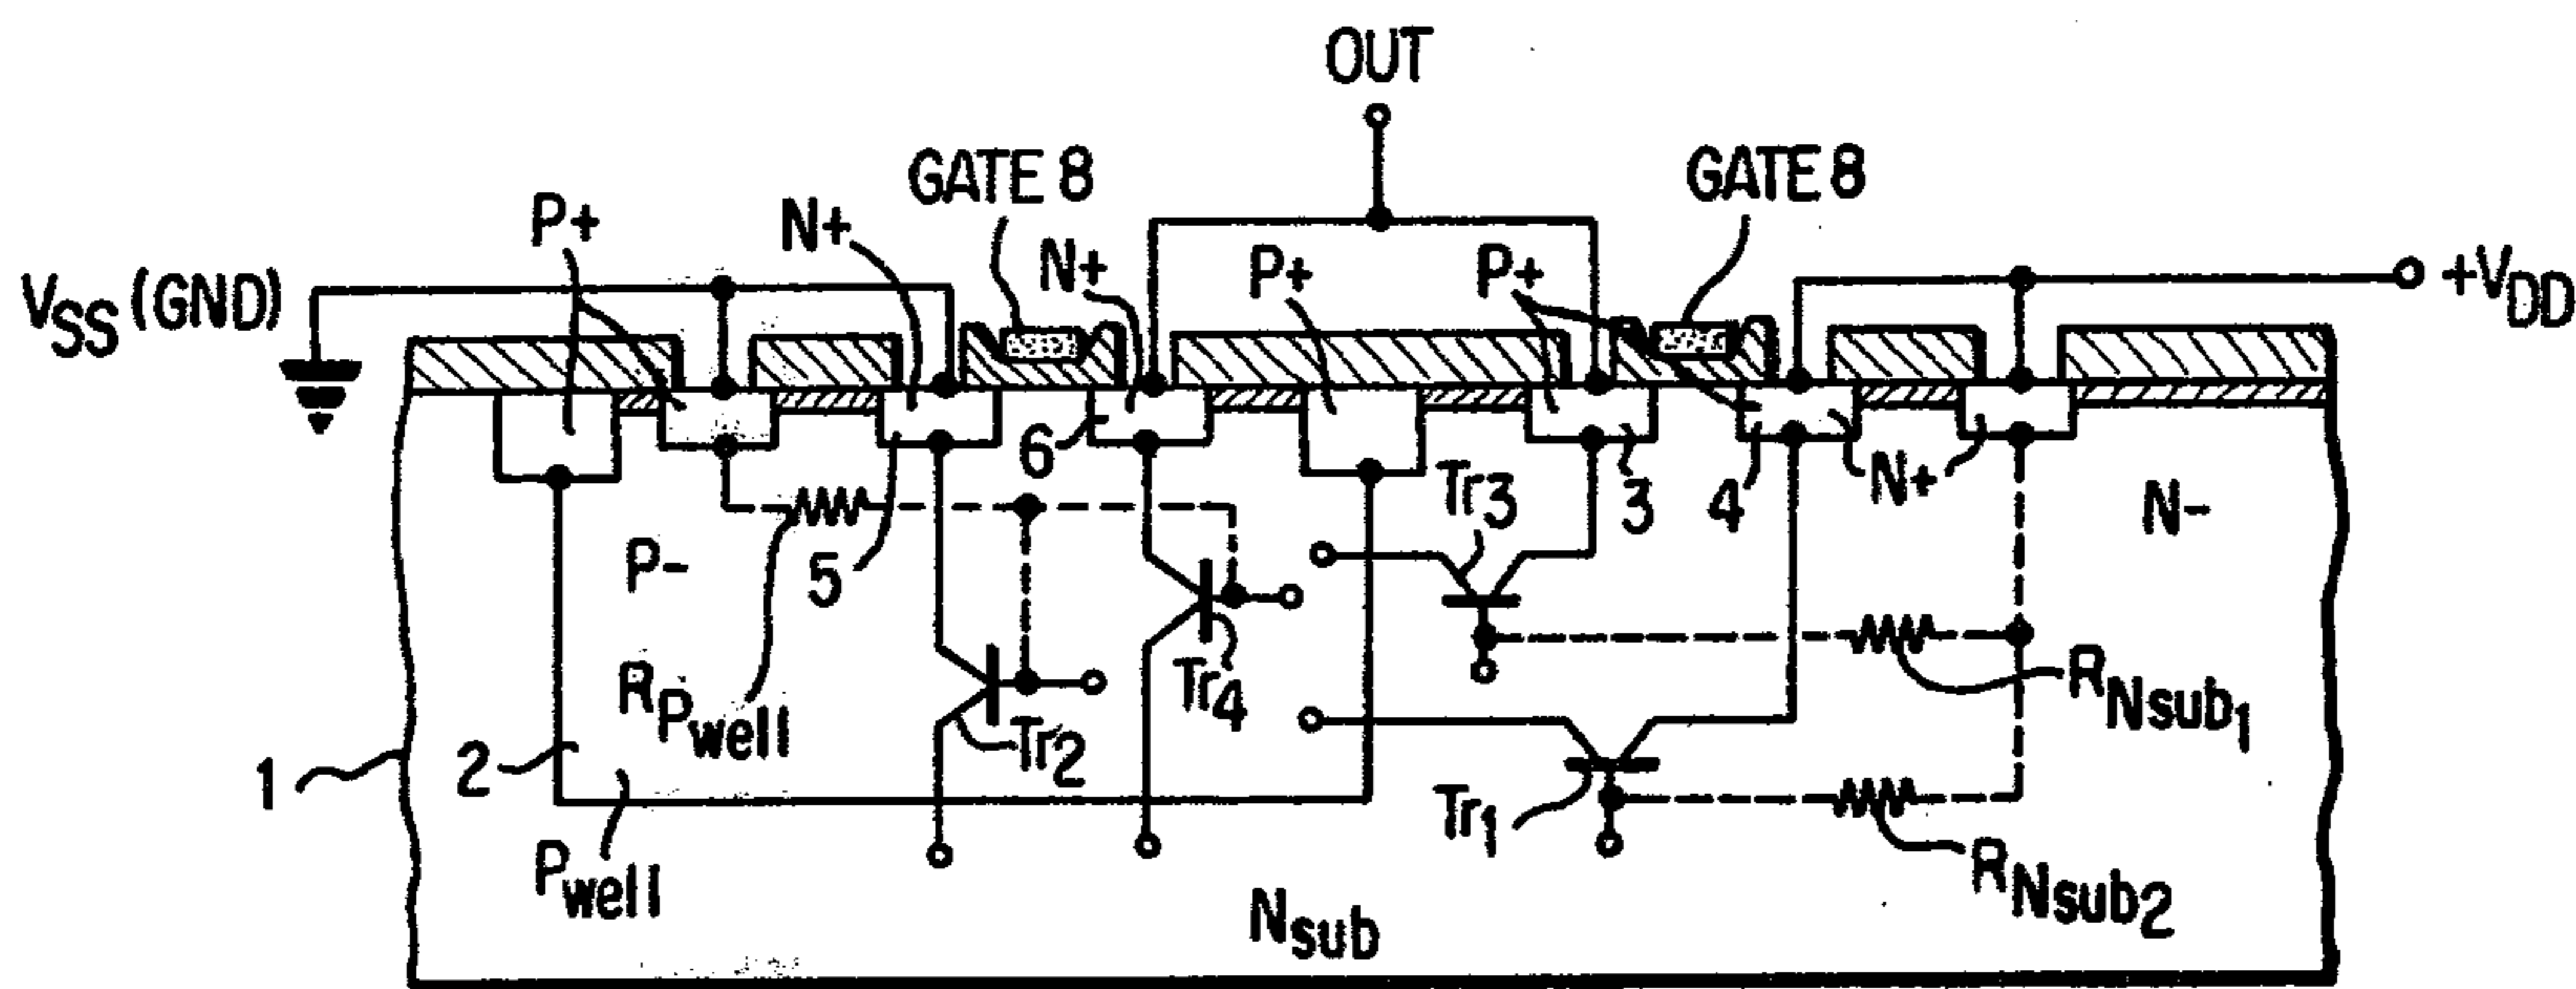 OUT
GATE 8
GATE 8
P+
N+
N+
P+
P+
VSS (GND)
+VDD
6
Tr3
3
4
N+
N-
P-
5
RPwell
Tr2
Tr4
RNsub1
1
2
Tr1
Pwell
RNsub2
Nsub